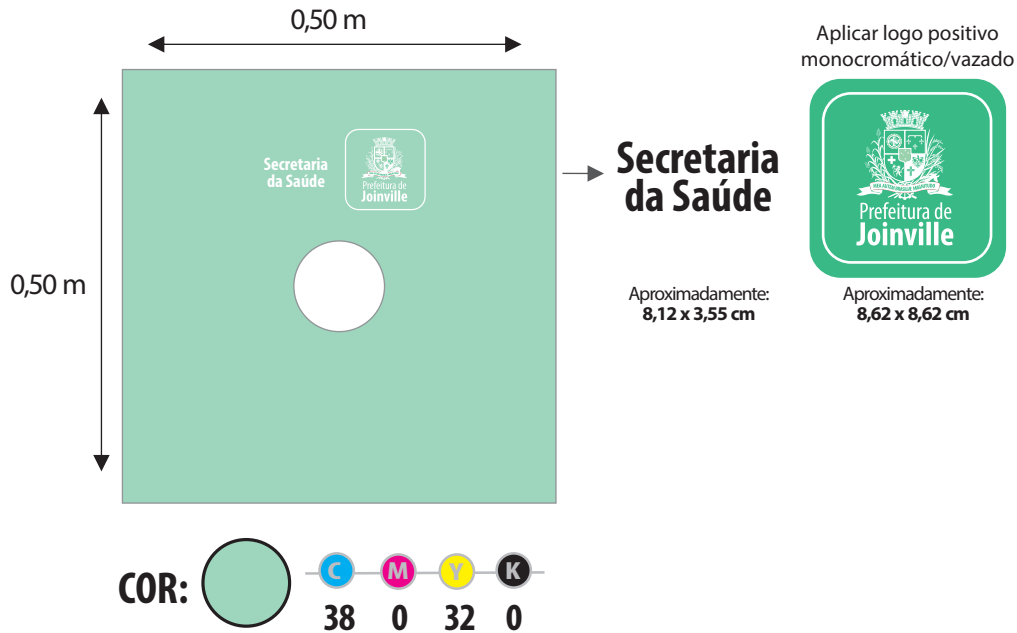 0,50 m
0,50 m
Secretaria
da Saúde
Prefeitura de
Joinville
Aplicar logo positivo
monocromático/vazado
Secretaria
da Saúde
Prefeitura de
Joinville
Aproximadamente:
8,12 x 3,55 cm
Aproximadamente:
8,62 x 8,62 cm
COR:
C M Y K
38 0 32 0